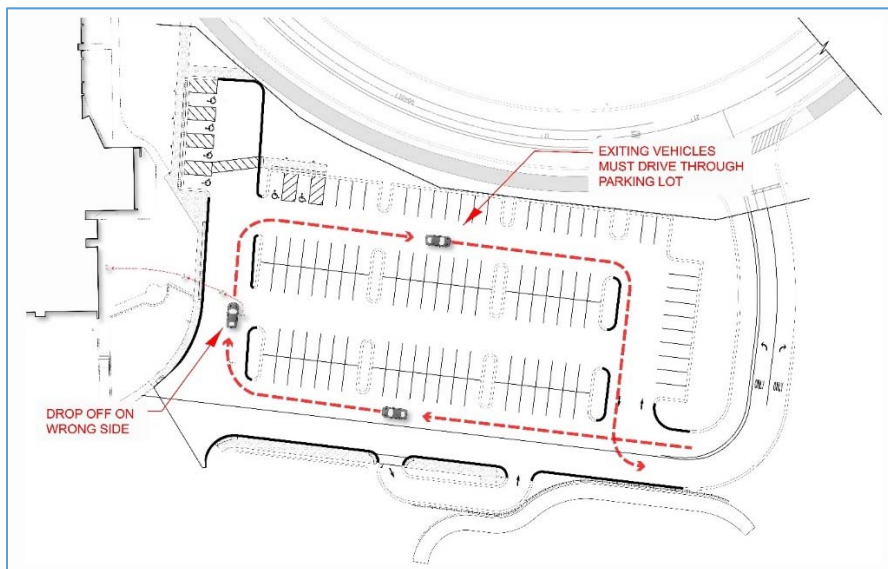 EXITING VEHICLES
MUST DRIVE THROUGH
PARKING LOT
DROP OFF ON
WRONG SIDE